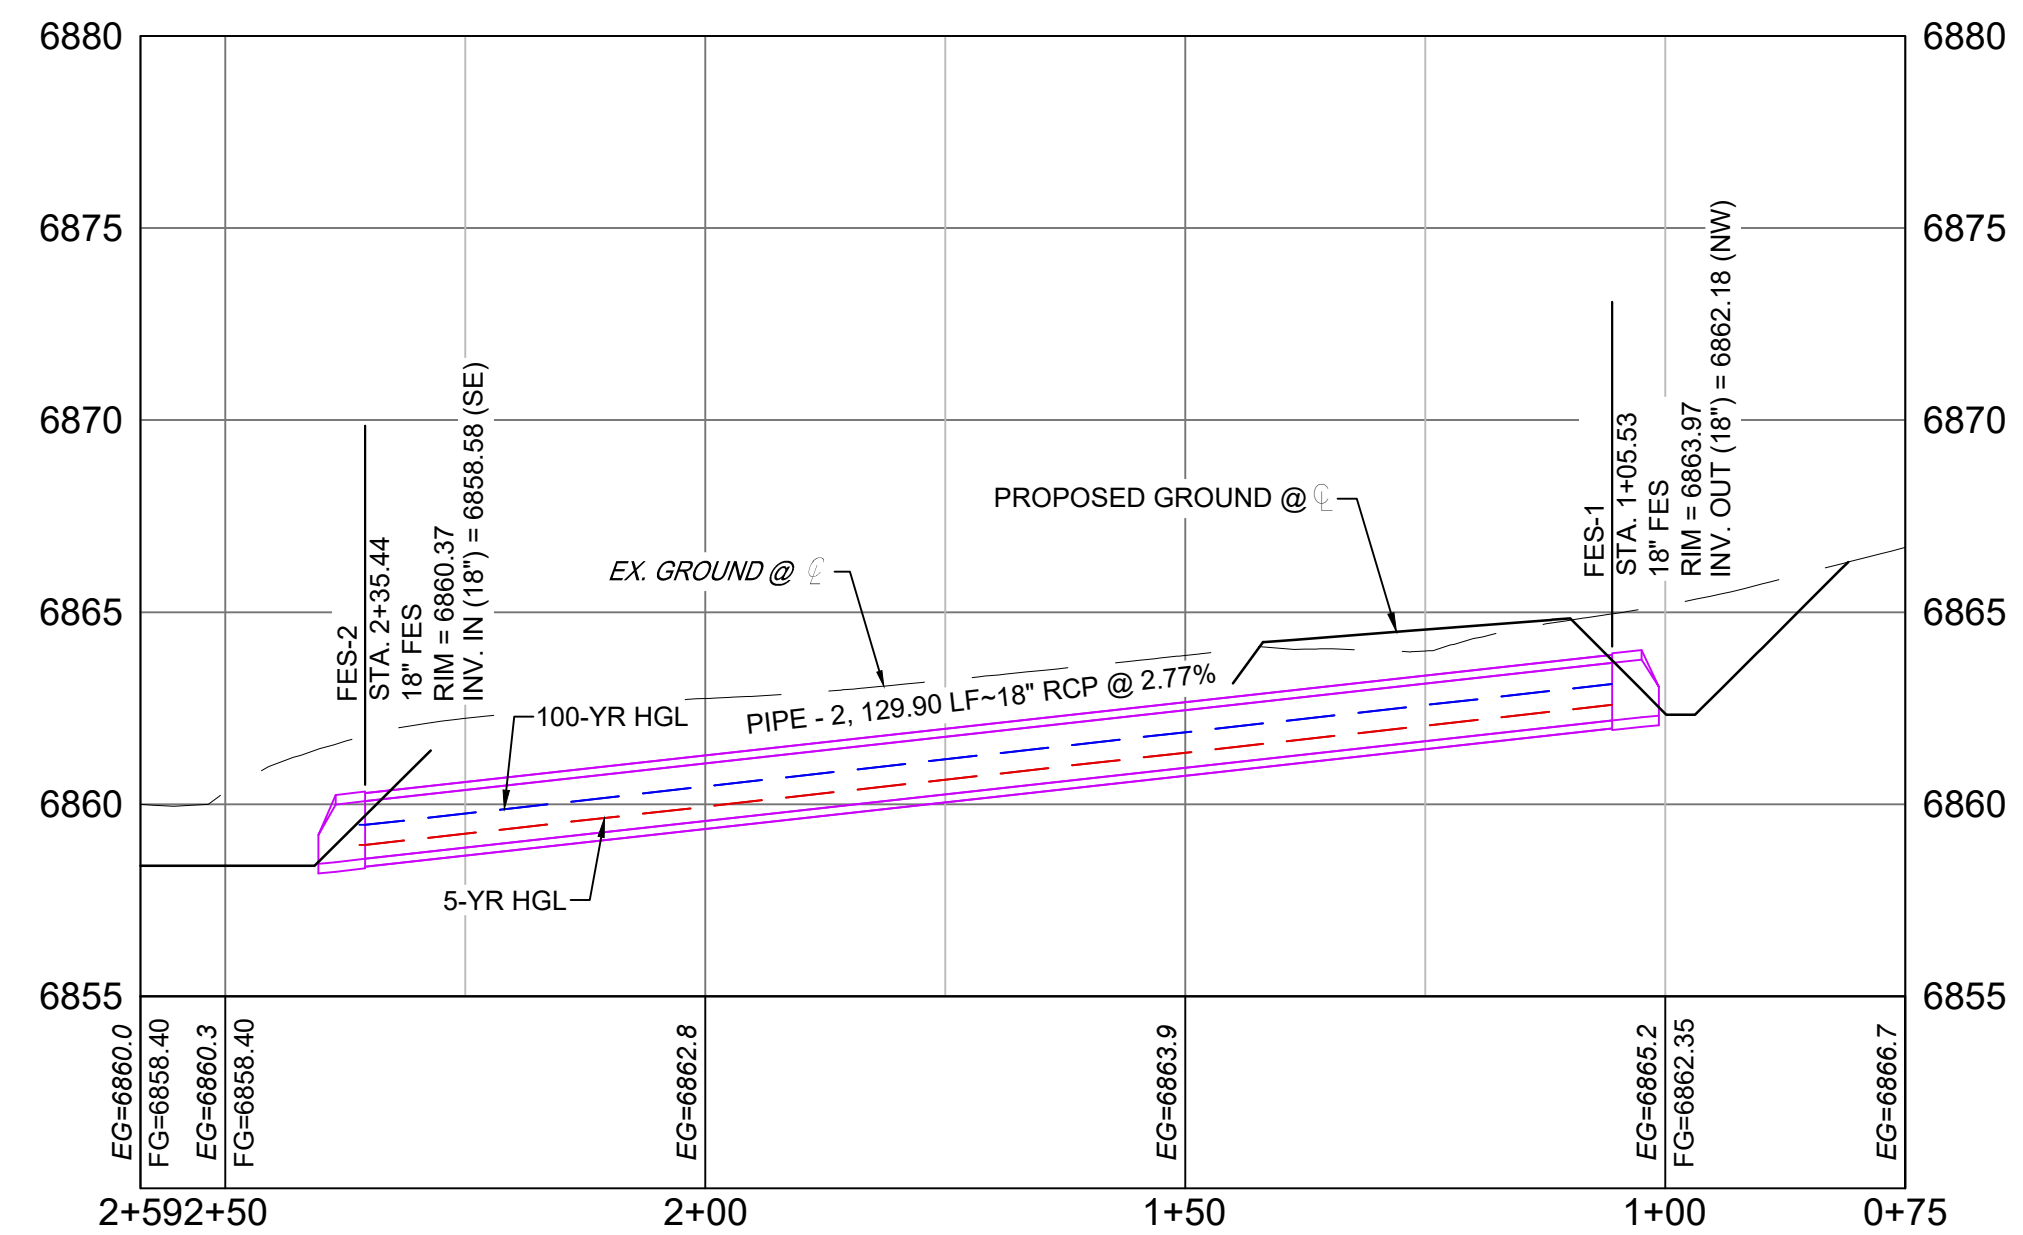 6880
6880
6875
6875
6870
6870
6865
6865
6860
6860
6855
6855
FES-2
STA. 2+35.44
18" FES
RIM = 6860.37
INV. IN (18") = 6858.58 (SE)
EX. GROUND @ ℄
PROPOSED GROUND @ ℄
FES-1
STA. 1+05.53
18" FES
RIM = 6863.97
INV. OUT (18") = 6862.18 (NW)
PIPE - 2, 129.90 LF~18" RCP @ 2.77%
100-YR HGL
5-YR HGL
EG=6860.0
FG=6858.40
EG=6860.3
FG=6858.40
EG=6862.8
EG=6863.9
EG=6865.2
FG=6862.35
EG=6866.7
2+59
2+50
2+00
1+50
1+00
0+75